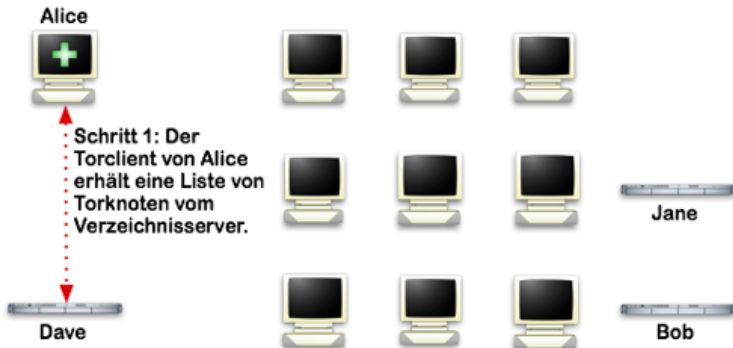 Alice
Schritt 1: Der
Torclient von Alice
erhält eine Liste von
Torknoten vom
Verzeichnisserver.
Jane
Dave
Bob